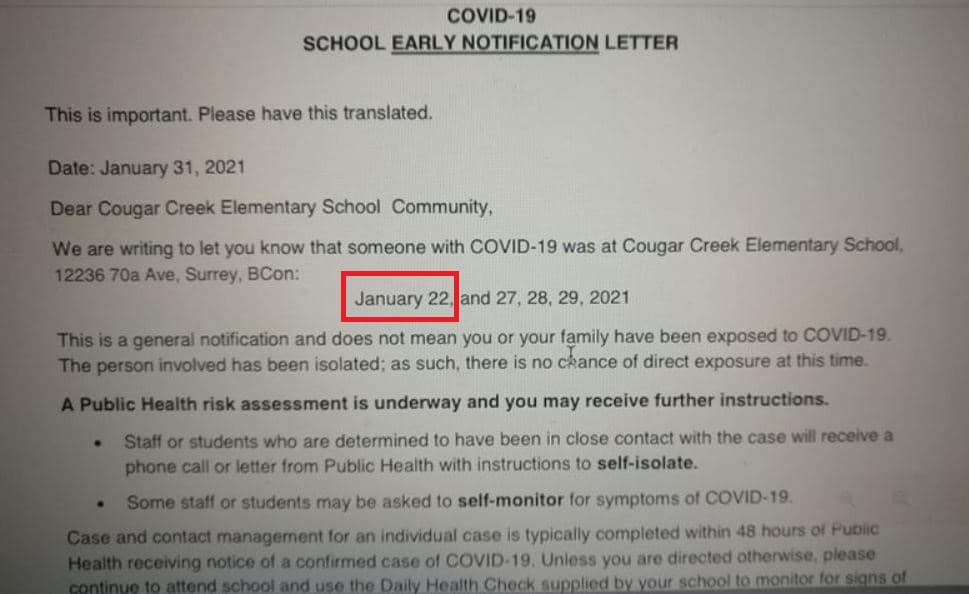 COVID-19
SCHOOL EARLY NOTIFICATION LETTER
This is important. Please have this translated.
Date: January 31, 2021
Dear Cougar Creek Elementary School Community,
We are writing to let you know that someone with COVID-19 was at Cougar Creek Elementary School,
12236 70a Ave, Surrey, BCon:
January 22, and 27, 28, 29, 2021
This is a general notification and does not mean you or your family have been exposed to COVID-19.
The person involved has been isolated; as such, there is no chance of direct exposure at this time.
A Public Health risk assessment is underway and you may receive further instructions.
• Staff or students who are determined to have been in close contact with the case will receive a
phone call or letter from Public Health with instructions to self-isolate.
• Some staff or students may be asked to self-monitor for symptoms of COVID-19.
Case and contact management for an individual case is typically completed within 48 hours of Public
Health receiving notice of a confirmed case of COVID-19. Unless you are directed otherwise, please
continue to attend school and use the Daily Health Check supplied by your school to monitor for signs of